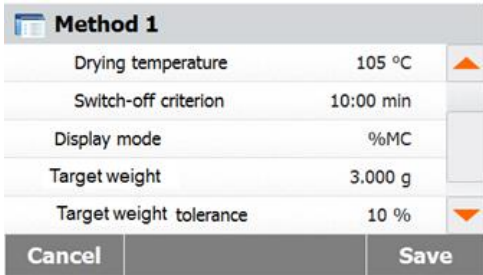 Method 1
Drying temperature 105 ºC
Switch-off criterion 10:00 min
Display mode %MC
Target weight 3.000 g
Target weight tolerance 10 %
Cancel Save